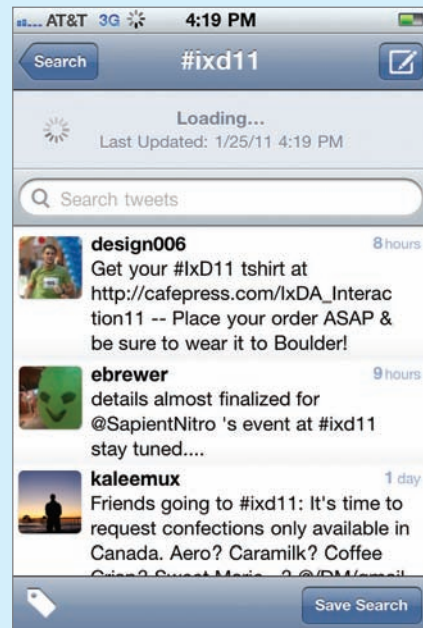 AT&T 3G 4:19 PM
Search #ixd11
Loading...
Last Updated: 1/25/11 4:19 PM
Search tweets
design006 8 hours
Get your #IxD11 tshirt at
http://cafepress.com/IxDA_Interac
tion11 -- Place your order ASAP &
be sure to wear it to Boulder!
ebrewer 9 hours
details almost finalized for
@SapientNitro 's event at #ixd11
stay tuned....
kaleemux 1 day
Friends going to #ixd11: It's time to
request confections only available in
Canada. Aero? Caramilk? Coffee
Crisp? Sweet Marie
Save Search